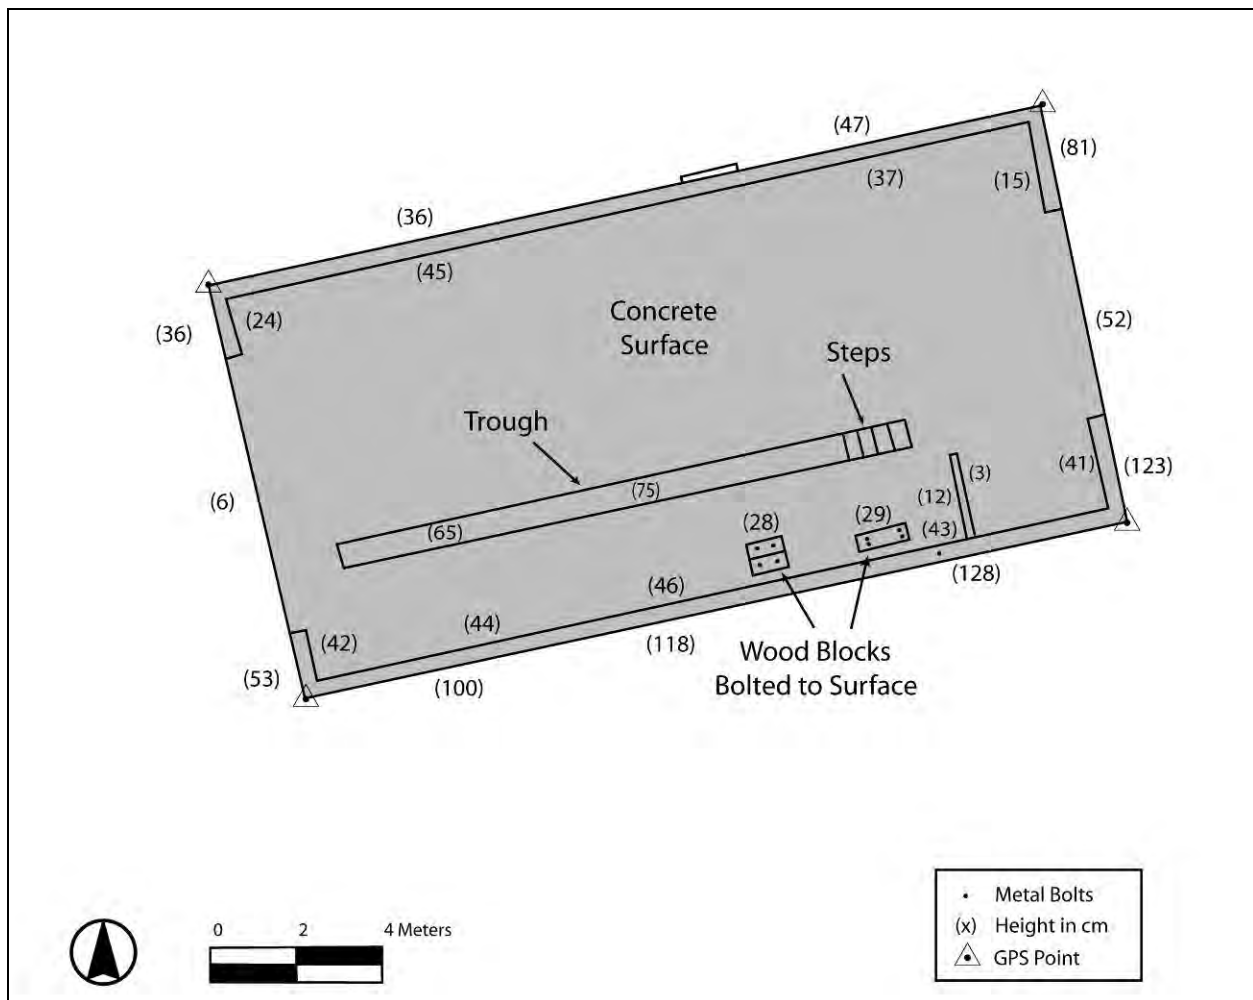 (47)
(81)
(37)
(15)
(36)
(45)
(36)
(24)
Concrete
Surface
(52)
Steps
Trough
(75)
(65)
(6)
(41)
(123)
(3)
(12)
(28)
(29)
(43)
(128)
(46)
(44)
(42)
(118)
(53)
(100)
Wood Blocks
Bolted to Surface
0 2 4 Meters
Metal Bolts
(x) Height in cm
GPS Point